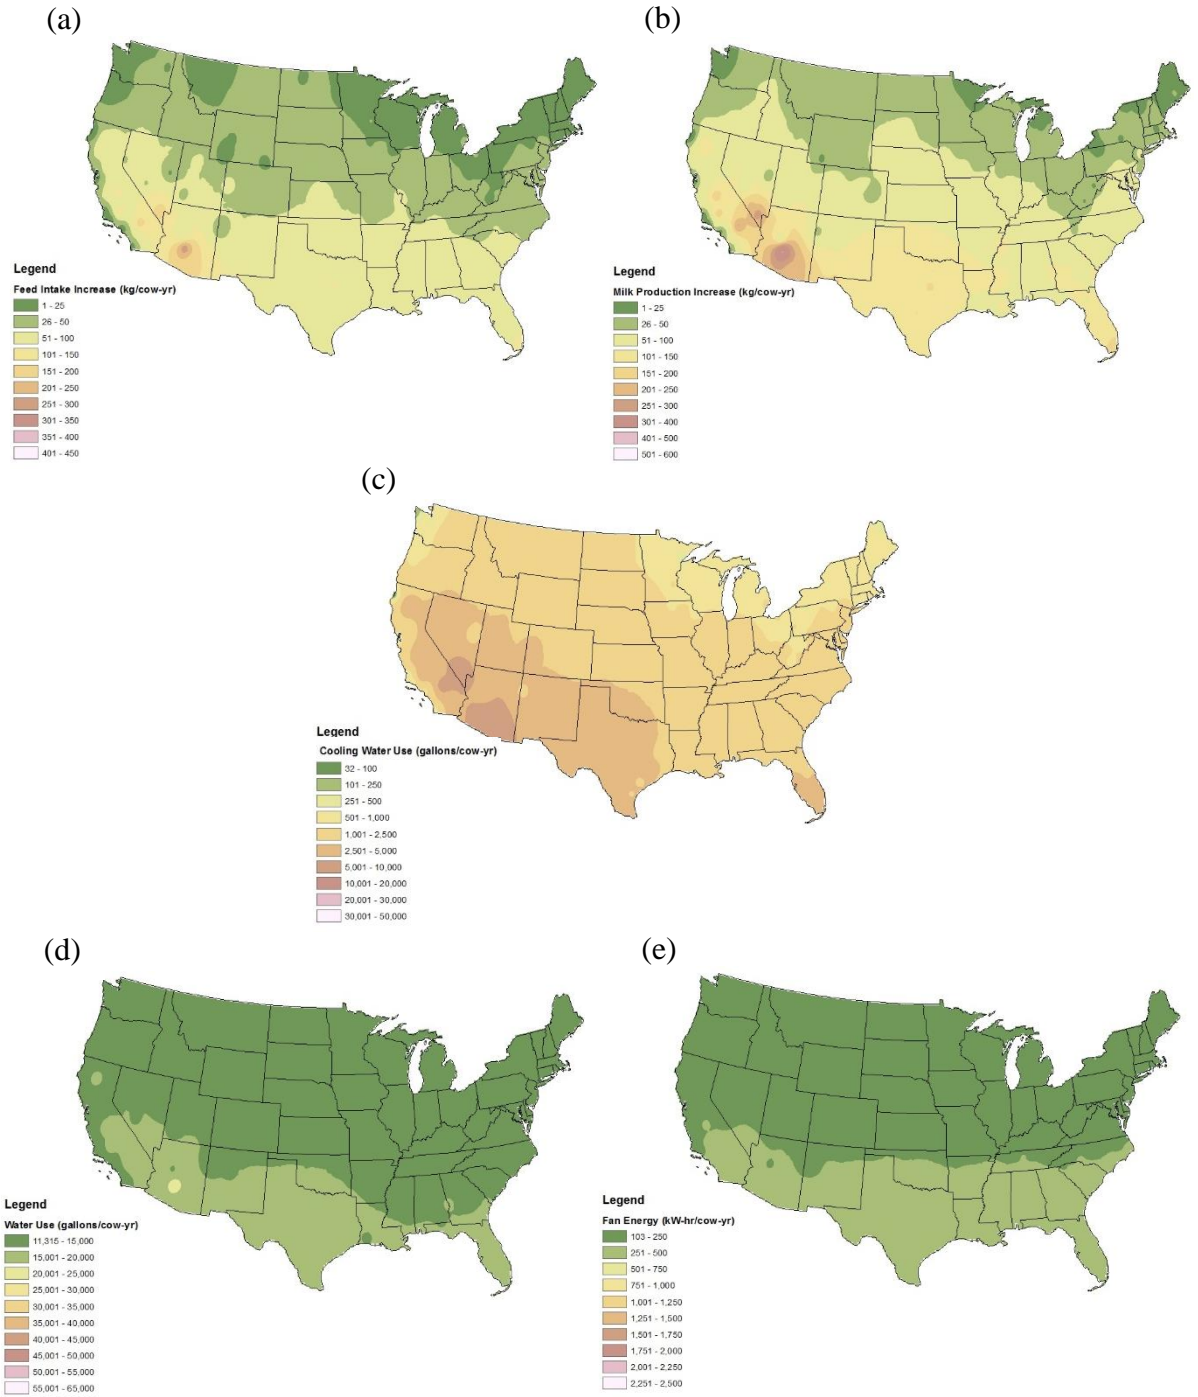 (a)
(b)
Legend
Feed Intake Increase (kg/cow-yr)
1 - 25
26 - 50
51 - 100
101 - 150
151 - 200
201 - 250
251 - 300
301 - 350
351 - 400
401 - 450
Legend
Milk Production Increase (kg/cow-yr)
1 - 25
26 - 50
51 - 100
101 - 150
151 - 200
201 - 250
251 - 300
301 - 400
401 - 500
501 - 600
(c)
Legend
Cooling Water Use (gallons/cow-yr)
32 - 100
101 - 250
251 - 500
501 - 1,000
1,001 - 2,500
2,501 - 5,000
5,001 - 10,000
10,001 - 20,000
20,001 - 30,000
30,001 - 50,000
(d)
(e)
Legend
Water Use (gallons/cow-yr)
11,315 - 15,000
15,001 - 20,000
20,001 - 25,000
25,001 - 30,000
30,001 - 35,000
35,001 - 40,000
40,001 - 45,000
45,001 - 50,000
50,001 - 55,000
55,001 - 65,000
Legend
Fan Energy (kW-hr/cow-yr)
103 - 250
251 - 500
501 - 750
751 - 1,000
1,001 - 1,250
1,251 - 1,500
1,501 - 1,750
1,751 - 2,000
2,001 - 2,250
2,251 - 2,500